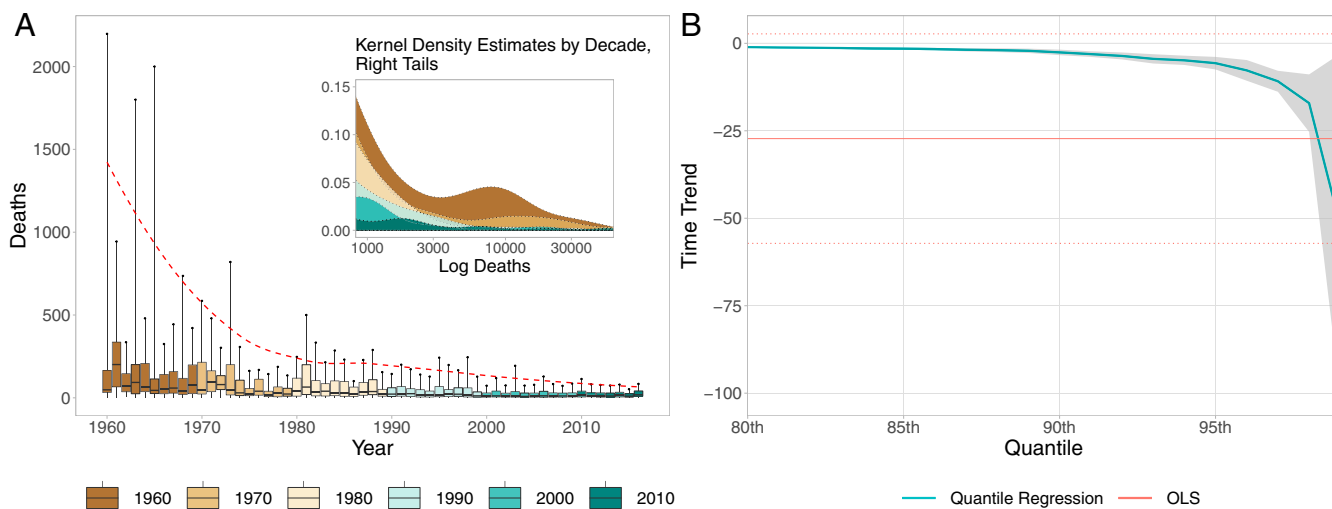 A
Kernel Density Estimates by Decade,
Right Tails
0.15
0.10
0.05
0.00
1000 3000 10000 30000
Log Deaths
2000
1500
1000
500
0
Deaths
1960 1970 1980 1990 2000 2010
Year
1960 1970 1980 1990 2000 2010
B
0
−25
−50
−75
−100
Time Trend
80th 85th 90th 95th
Quantile
Quantile Regression OLS